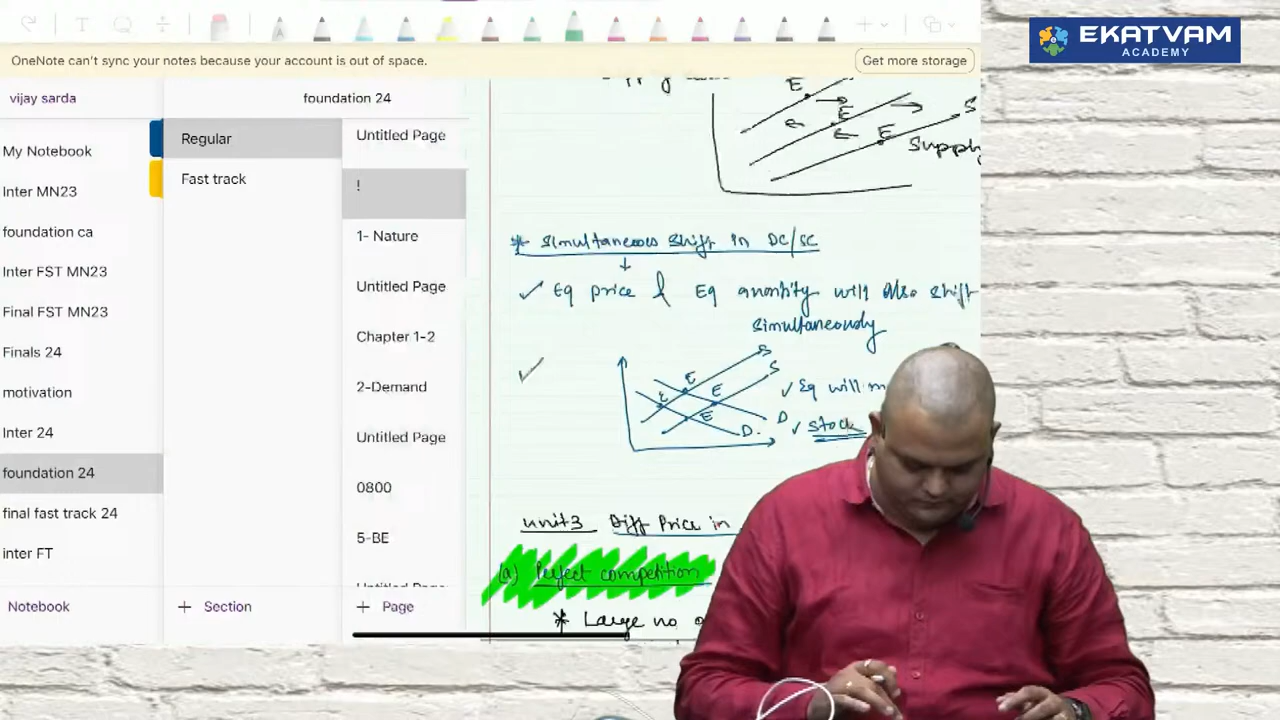 EKATVAM
ACADEMY
OneNote can't sync your notes because your account is out of space.
Get more storage
vijay sarda
foundation 24
My Notebook
Inter MN23
foundation ca
Inter FST MN23
Final FST MN23
Finals 24
motivation
Inter 24
foundation 24
final fast track 24
inter FT
Notebook
Regular
Fast track
+ Section
Untitled Page
!
1- Nature
Untitled Page
Chapter 1-2
2-Demand
Untitled Page
0800
5-BE
Untitled Page
+ Page
E
E
E
S
Supply
* Simultaneous shift in DC/SC
Eq price & Eq quantity will also shift
simultaneously
S
S
E
E
E
E
D
D
Eq will
unit 3 Diff Price in
(a) Perfect competition
* Large no